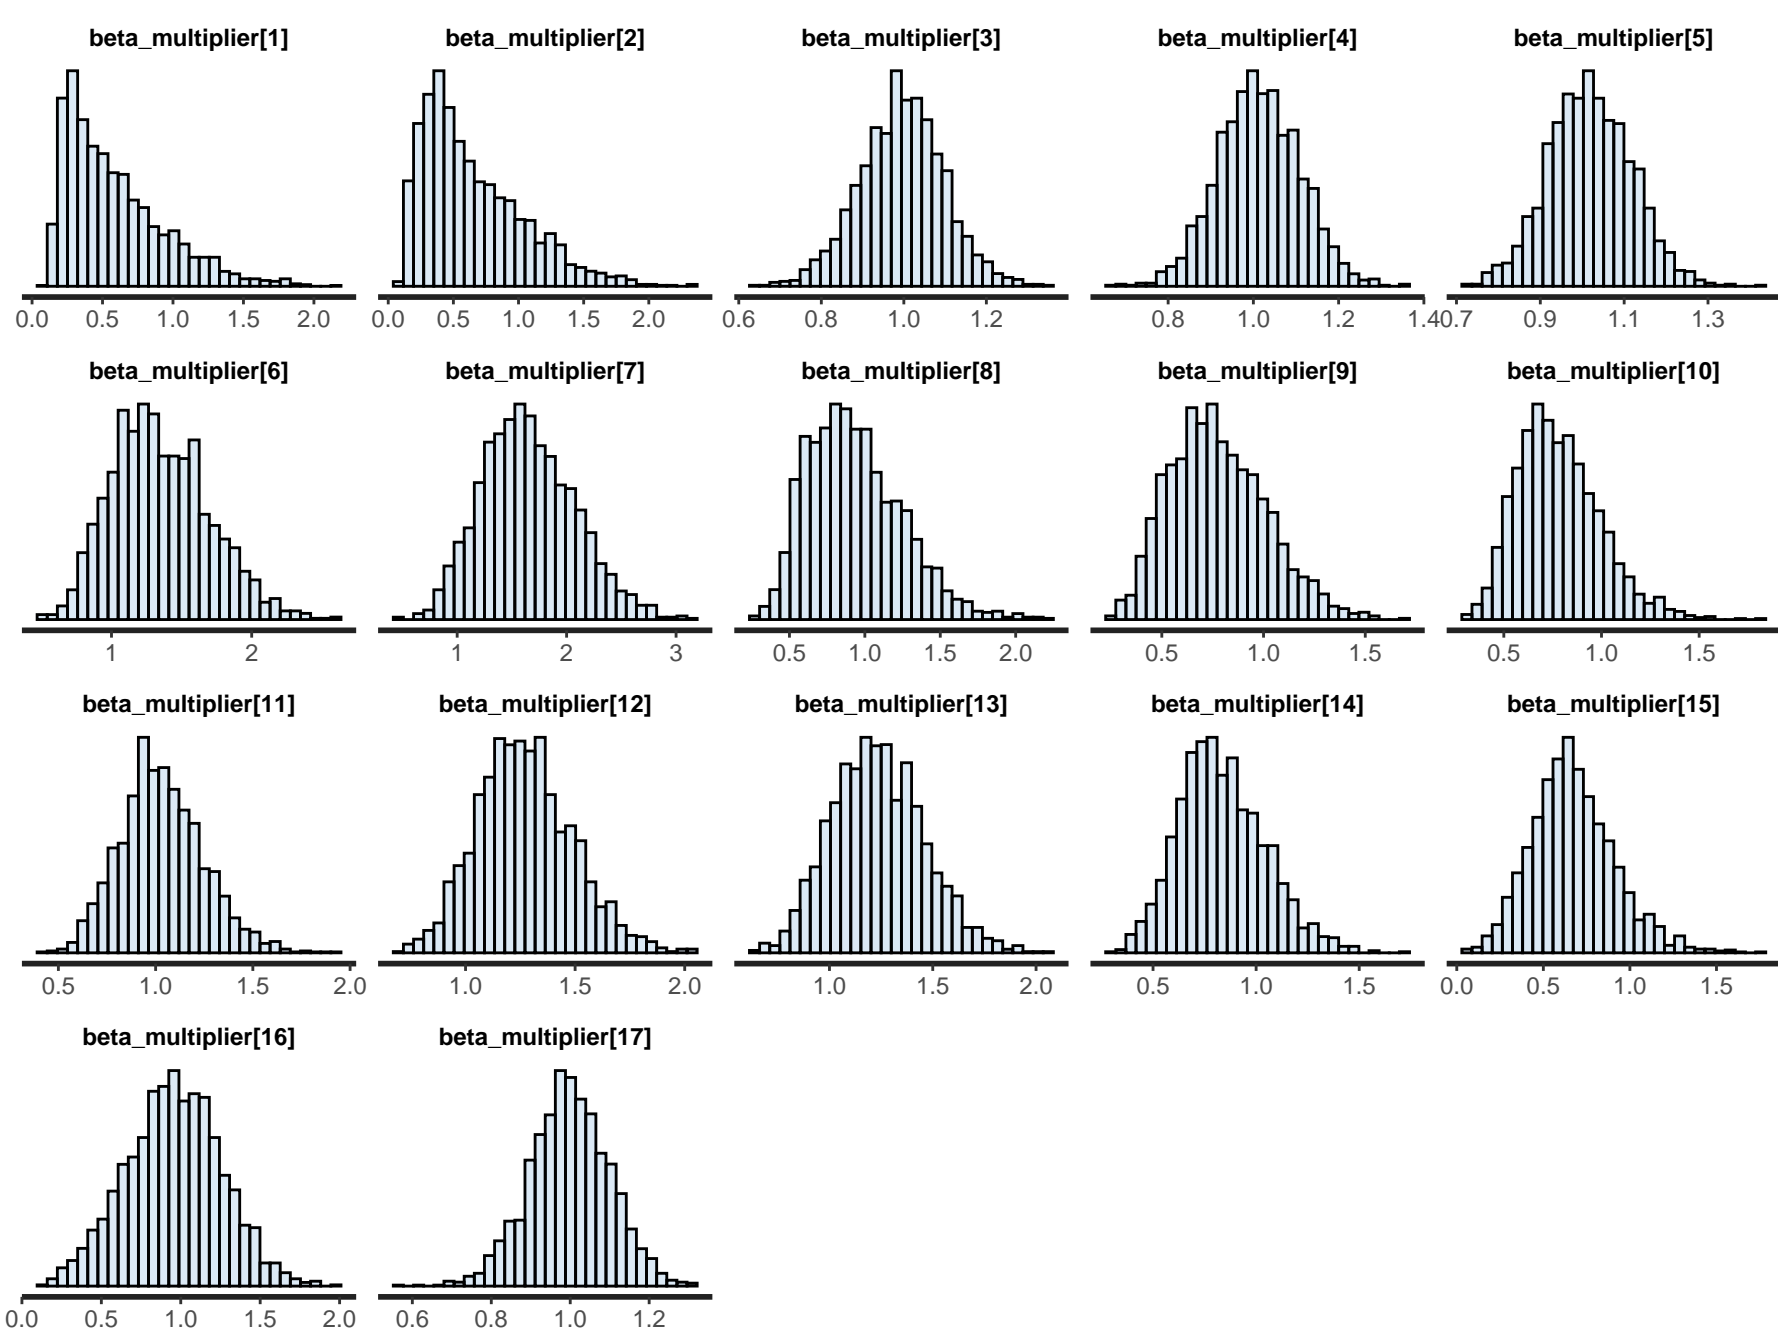 beta_multiplier[1] beta_multiplier[2] beta_multiplier[3] beta_multiplier[4] beta_multiplier[5]
0.0 0.5 1.0 1.5 2.0 0.0 0.5 1.0 1.5 2.0 0.6 0.8 1.0 1.2 0.8 1.0 1.2 1.4 0.7 0.9 1.1 1.3
beta_multiplier[6] beta_multiplier[7] beta_multiplier[8] beta_multiplier[9] beta_multiplier[10]
1 2 1 2 3 0.5 1.0 1.5 2.0 0.5 1.0 1.5 0.5 1.0 1.5
beta_multiplier[11] beta_multiplier[12] beta_multiplier[13] beta_multiplier[14] beta_multiplier[15]
0.5 1.0 1.5 2.0 1.0 1.5 2.0 1.0 1.5 2.0 0.5 1.0 1.5 0.0 0.5 1.0 1.5
beta_multiplier[16] beta_multiplier[17]
0.0 0.5 1.0 1.5 2.0 0.6 0.8 1.0 1.2